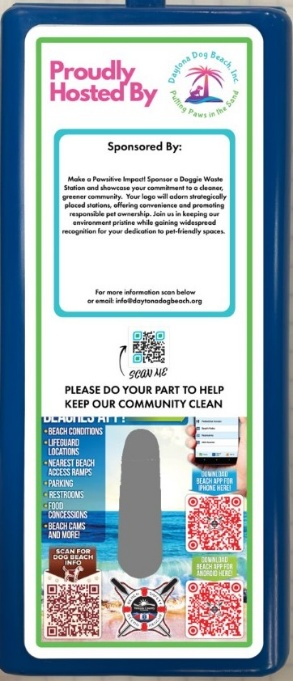 Proudly
Hosted By
Daytona Dog Beach, Inc.
Putting Paws in the Sand
Sponsored By:
Make a Pawsitive Impact! Sponsor a Doggie Waste
Station and showcase your commitment to a cleaner,
greener community. Your logo will adorn strategically
placed stations, offering convenience and promoting
responsible pet ownership. Join us in keeping our
environment pristine while gaining widespread
recognition for your dedication to pet-friendly spaces.
For more information scan below
or email: info@daytonadogbeach.org
SCAN ME
PLEASE DO YOUR PART TO HELP
KEEP OUR COMMUNITY CLEAN
BEACHES APP!
• BEACH CONDITIONS
• LIFEGUARD
LOCATIONS
• NEAREST BEACH
ACCESS RAMPS
• PARKING
• RESTROOMS
• FOOD
CONCESSIONS
• BEACH CAMS
AND MORE!
DOWNLOAD
BEACH APP FOR
IPHONE HERE!
DOWNLOAD
BEACH APP FOR
ANDROID HERE!
SCAN FOR
DOG BEACH
INFO